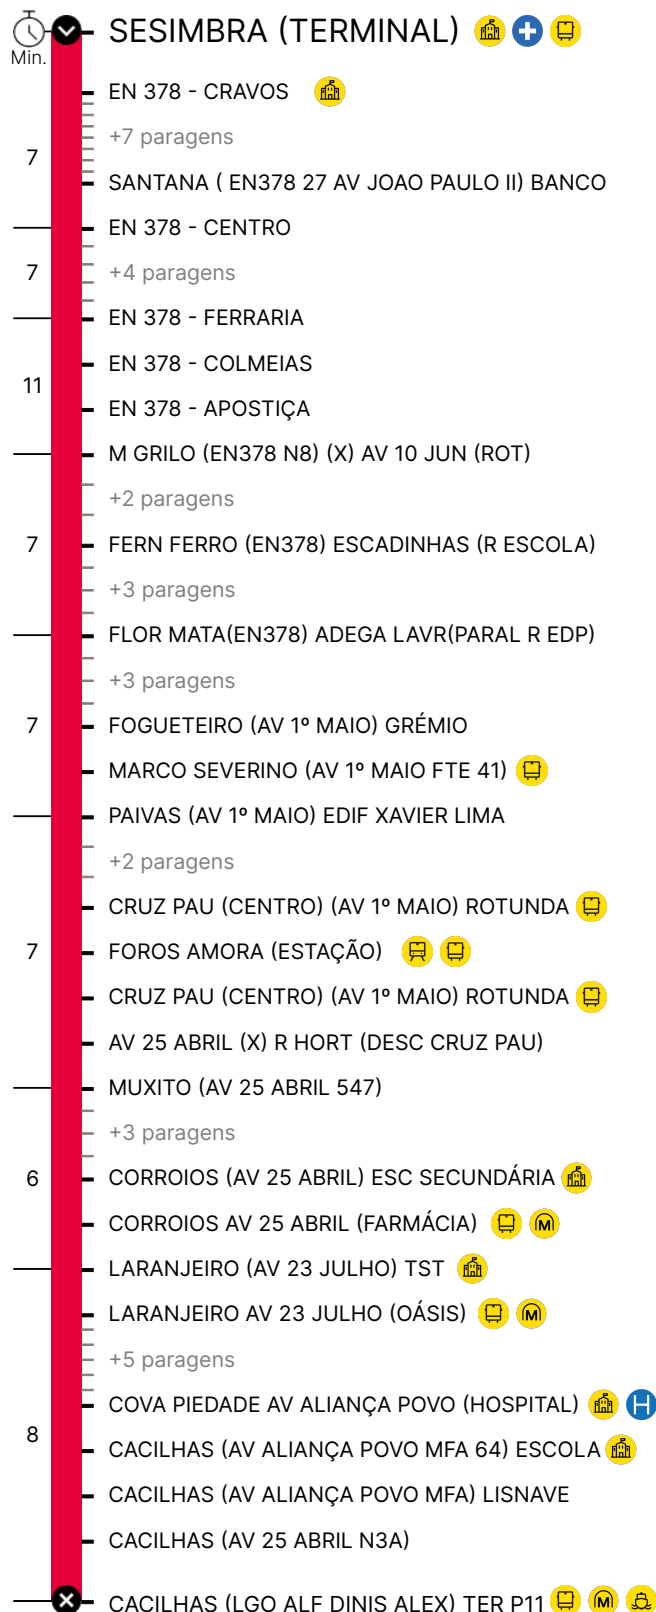 SESIMBRA (TERMINAL)
Min.
EN 378 - CRAVOS
+7 paragens
7
SANTANA ( EN378 27 AV JOAO PAULO II) BANCO
EN 378 - CENTRO
7
+4 paragens
EN 378 - FERRARIA
EN 378 - COLMEIAS
11
EN 378 - APOSTIÇA
M GRILO (EN378 N8) (X) AV 10 JUN (ROT)
+2 paragens
7
FERN FERRO (EN378) ESCADINHAS (R ESCOLA)
+3 paragens
FLOR MATA(EN378) ADEGA LAVR(PARAL R EDP)
+3 paragens
7
FOGUETEIRO (AV 1º MAIO) GRÉMIO
MARCO SEVERINO (AV 1º MAIO FTE 41)
PAIVAS (AV 1º MAIO) EDIF XAVIER LIMA
+2 paragens
CRUZ PAU (CENTRO) (AV 1º MAIO) ROTUNDA
7
FOROS AMORA (ESTAÇÃO)
CRUZ PAU (CENTRO) (AV 1º MAIO) ROTUNDA
AV 25 ABRIL (X) R HORT (DESC CRUZ PAU)
MUXITO (AV 25 ABRIL 547)
+3 paragens
6
CORROIOS (AV 25 ABRIL) ESC SECUNDÁRIA
CORROIOS AV 25 ABRIL (FARMÁCIA) M
LARANJEIRO (AV 23 JULHO) TST
LARANJEIRO AV 23 JULHO (OÁSIS) M
+5 paragens
COVA PIEDADE AV ALIANÇA POVO (HOSPITAL) H
8
CACILHAS (AV ALIANÇA POVO MFA 64) ESCOLA
CACILHAS (AV ALIANÇA POVO MFA) LISNAVE
CACILHAS (AV 25 ABRIL N3A)
CACILHAS (LGO ALF DINIS ALEX) TER P11 M